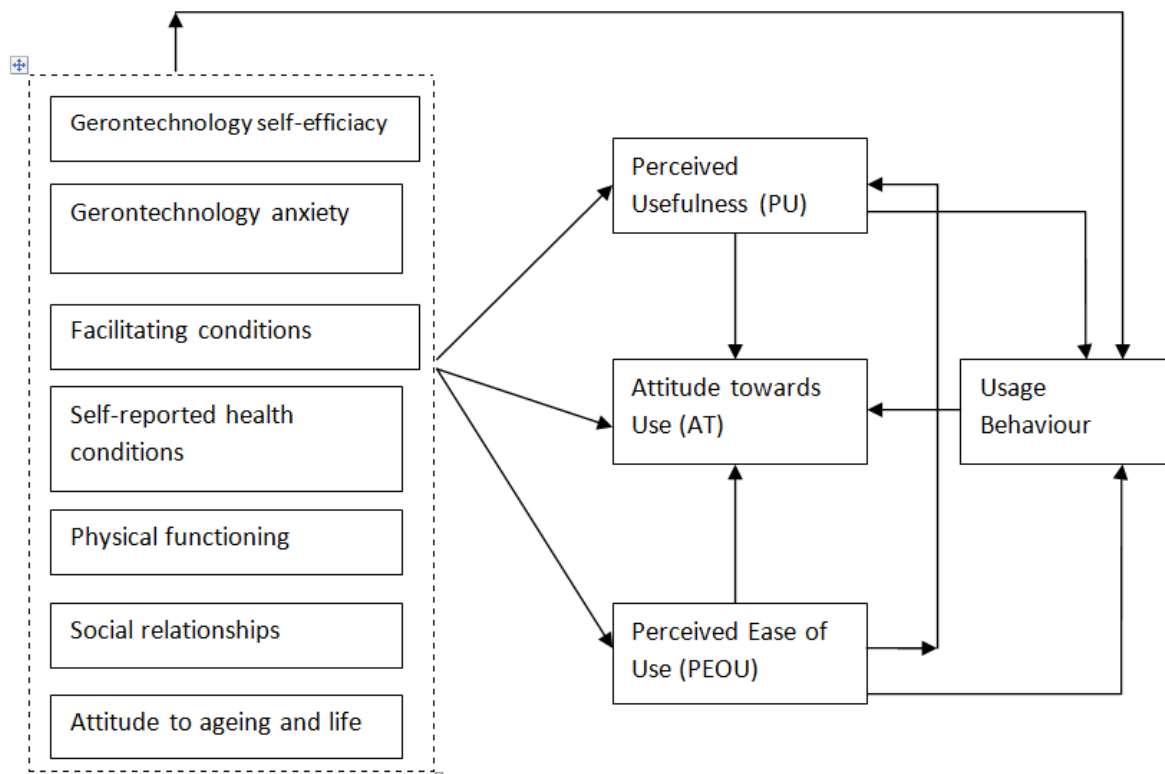 Gerontechnology self-efficiacy
Gerontechnology anxiety
Facilitating conditions
Self-reported health
conditions
Physical functioning
Social relationships
Attitude to ageing and life
Perceived
Usefulness (PU)
Attitude towards
Use (AT)
Perceived Ease of
Use (PEOU)
Usage
Behaviour